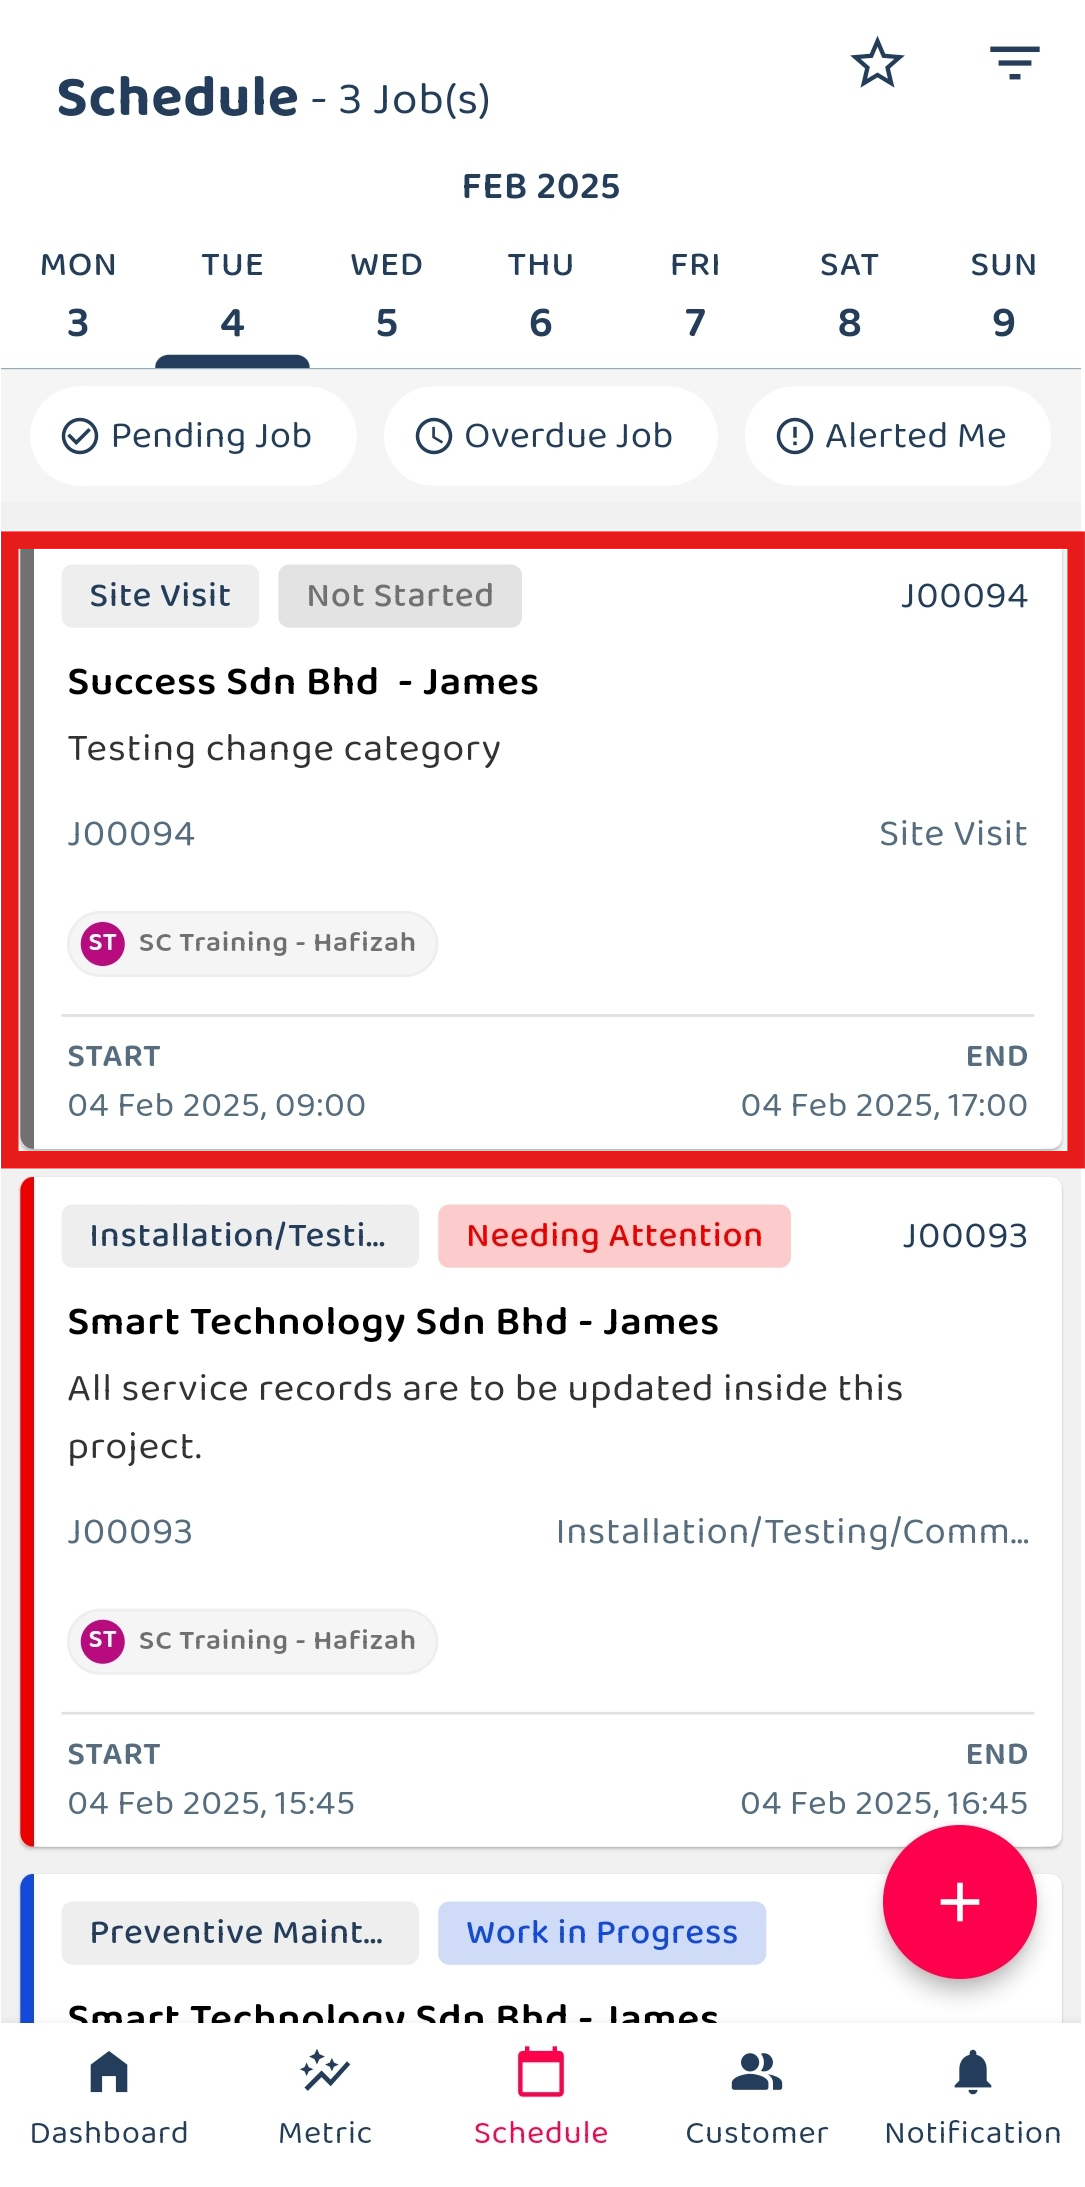 Schedule - 3 Job(s)
FEB 2025
MON TUE WED THU FRI SAT SUN
3 4 5 6 7 8 9
Pending Job Overdue Job Alerted Me
Site Visit Not Started J00094
Success Sdn Bhd - James
Testing change category
J00094 Site Visit
ST SC Training - Hafizah
START END
04 Feb 2025, 09:00 04 Feb 2025, 17:00
Installation/Testi... Needing Attention J00093
Smart Technology Sdn Bhd - James
All service records are to be updated inside this
project.
J00093 Installation/Testing/Comm...
ST SC Training - Hafizah
START END
04 Feb 2025, 15:45 04 Feb 2025, 16:45
Preventive Maint... Work in Progress
Smart Technology Sdn Bhd - James
Dashboard Metric Schedule Customer Notification